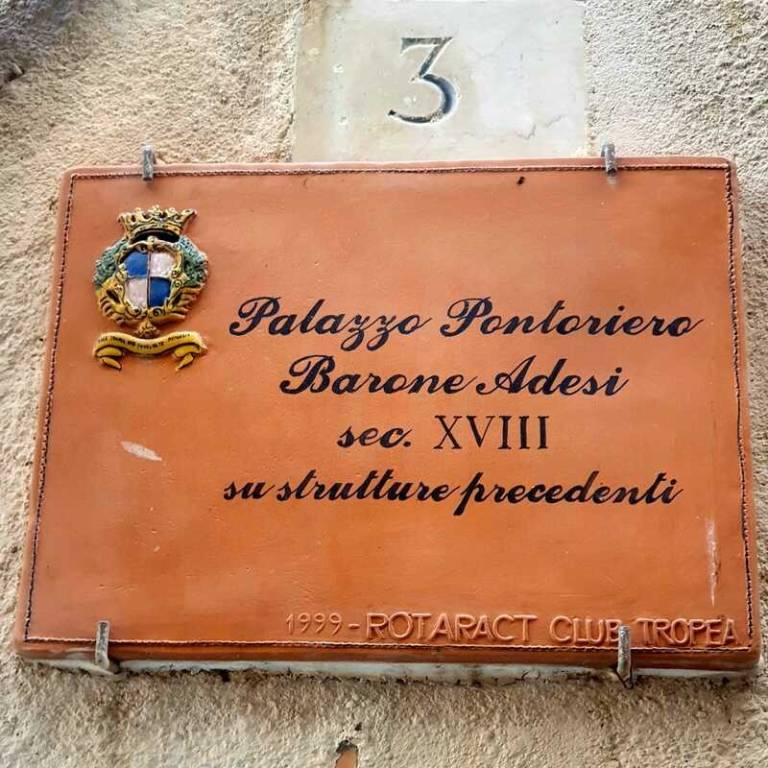 3
Palazzo Pontoriero
Barone Adesi
sec. XVIII
su strutture precedenti
1999 - ROTARACT CLUB TROPEA